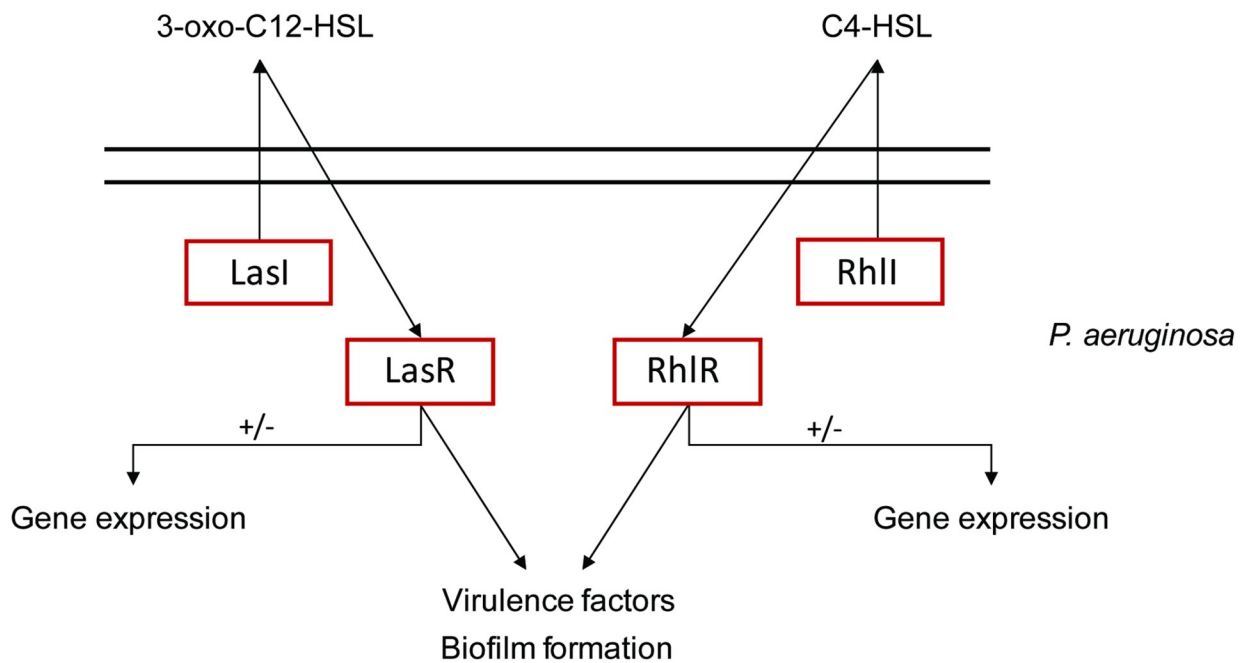 3-oxo-C12-HSL
C4-HSL
LasI
RhlI
LasR
RhlR
P. aeruginosa
+/-
+/-
Gene expression
Gene expression
Virulence factors
Biofilm formation